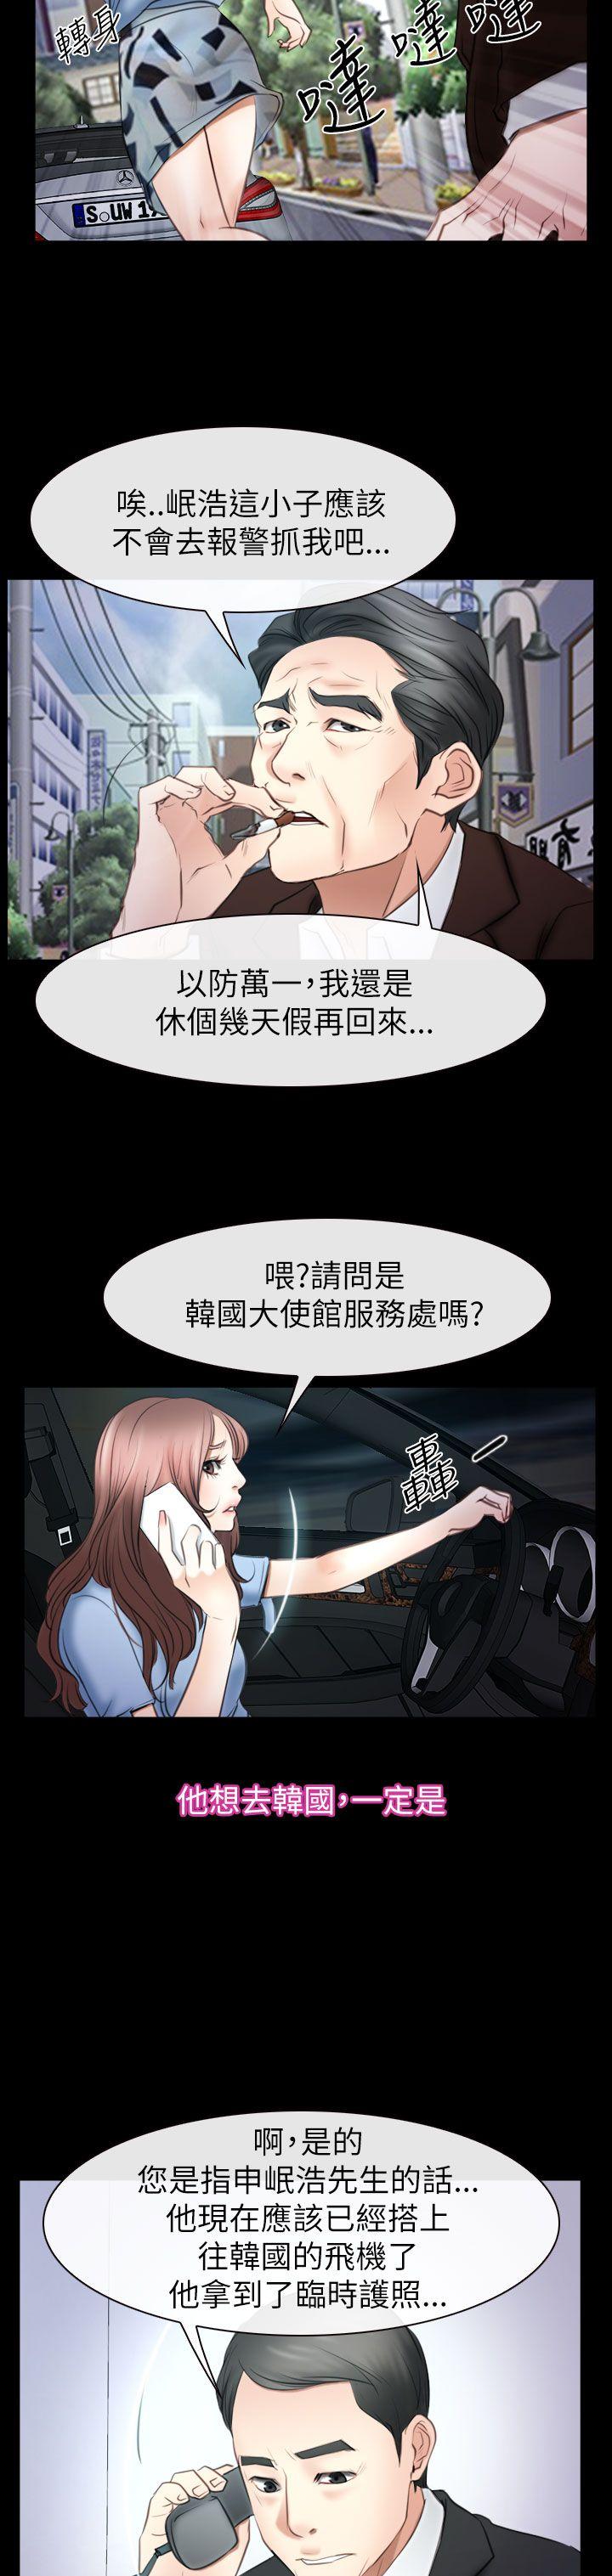 轉身
噠
噠
噠
S·UW 19
唉..岷浩這小子應該
不會去報警抓我吧...
有問
以防萬一，我還是
休個幾天假再回來...
喂?請問是
韓國大使館服務處嗎?
轟—
他想去韓國，一定是
啊，是的
您是指申岷浩先生的話...
他現在應該已經搭上
往韓國的飛機了
他拿到了臨時護照...